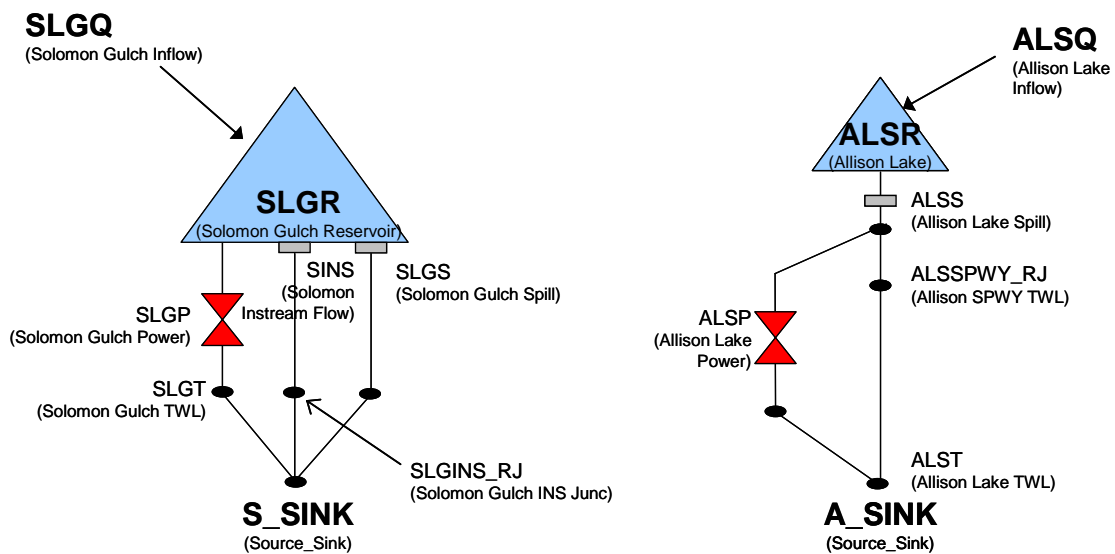 SLGQ
(Solomon Gulch Inflow)
SLGR
(Solomon Gulch Reservoir)
SINS
(Solomon
Instream Flow)
SLGS
(Solomon Gulch Spill)
SLGP
(Solomon Gulch Power)
SLGT
(Solomon Gulch TWL)
SLGINS_RJ
(Solomon Gulch INS Junc)
S_SINK
(Source_Sink)
ALSQ
(Allison Lake
Inflow)
ALSR
(Allison Lake)
ALSS
(Allison Lake Spill)
ALSSPWY_RJ
(Allison SPWY TWL)
ALSP
(Allison Lake
Power)
ALST
(Allison Lake TWL)
A_SINK
(Source_Sink)